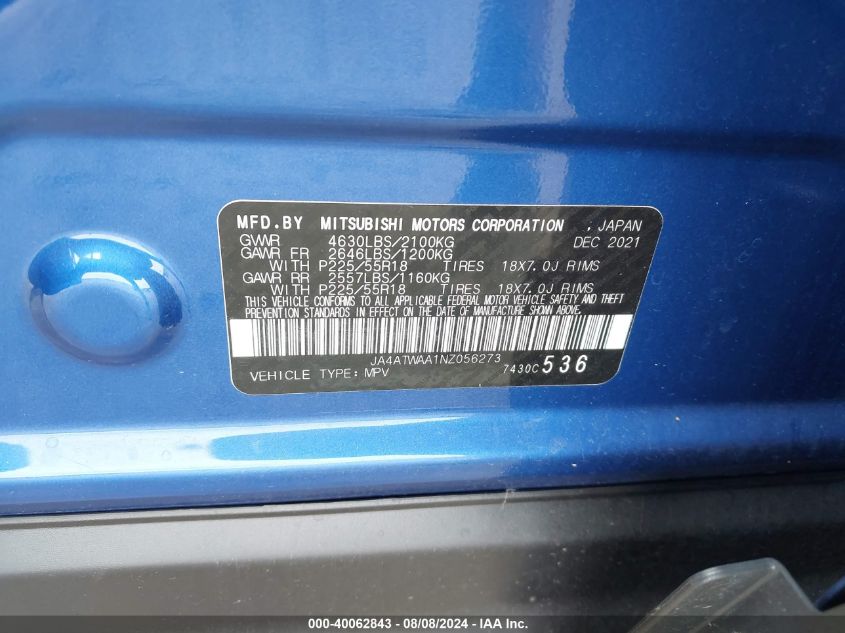 MFD.BY MITSUBISHI MOTORS CORPORATION , JAPAN
GVWR 4630LBS/2100KG DEC 2021
GAWR FR 2646LBS/1200KG
WITH P225/55R18 TIRES 18X7.0J RIMS
GAWR RR 2557LBS/1160KG
WITH P225/55R18 TIRES 18X7.0J RIMS
THIS VEHICLE CONFORMS TO ALL APPLICABLE FEDERAL MOTOR VEHICLE SAFETY AND THEFT
PREVENTION STANDARDS IN EFFECT ON THE DATE OF MANUFACTURE SHOWN ABOVE.
JA4ATWAA1NZ056273
VEHICLE TYPE: MPV 7430C 536
000-40062843 - 08/08/2024 - IAA Inc.